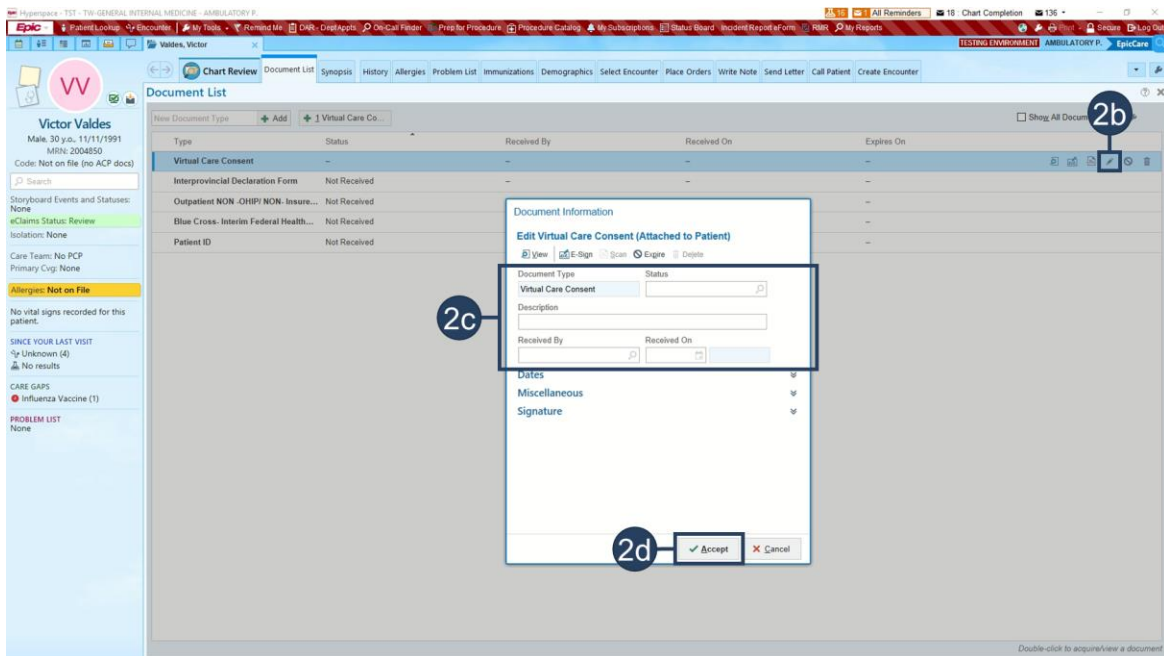 Hyperspace - TST - TW-GENERAL INTERNAL MEDICINE - AMBULATORY P.
16 1 All Reminders 18 Chart Completion 136
Epic Patient Lookup Encounter My Tools Remind Me DAR - DeptAppts On-Call Finder Prep for Procedure Procedure Catalog My Subscriptions Status Board Incident Report eForm RMR My Reports Print Secure Log Out
Valdes, Victor
TESTING ENVIRONMENT AMBULATORY P. EpicCare
Chart Review Document List Synopsis History Allergies Problem List Immunizations Demographics Select Encounter Place Orders Write Note Send Letter Call Patient Create Encounter
VV
Document List
Victor Valdes
Male, 30 y.o., 11/11/1991
MRN: 2004850
Code: Not on file (no ACP docs)
Search
Storyboard Events and Statuses:
None
eClaims Status: Review
Isolation: None
Care Team: No PCP
Primary Cvg: None
Allergies: Not on File
No vital signs recorded for this
patient.
SINCE YOUR LAST VISIT
Unknown (4)
No results
CARE GAPS
Influenza Vaccine (1)
PROBLEM LIST
None
New Document Type Add 1 Virtual Care Co...
Show All Docum
2b
Type Status Received By Received On Expires On
Virtual Care Consent – – – –
Interprovincial Declaration Form Not Received – – –
Outpatient NON -OHIP/ NON- Insure... Not Received –
Blue Cross- Interim Federal Health... Not Received –
Patient ID Not Received –
Document Information
Edit Virtual Care Consent (Attached to Patient)
View E-Sign Scan Expire Delete
Document Type Status
Virtual Care Consent
Description
2c
Received By Received On
Dates
Miscellaneous
Signature
2d
Accept Cancel
Double-click to acquire/view a document